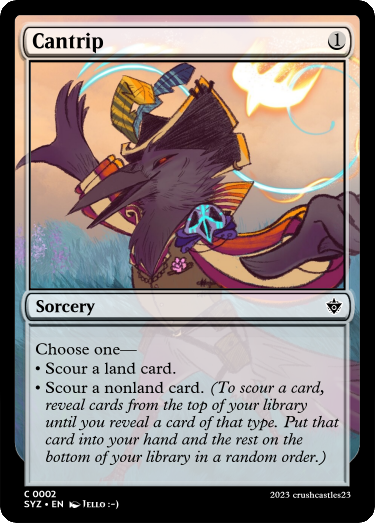 Cantrip 1
Sorcery
Choose one—
• Scour a land card.
• Scour a nonland card. (To scour a card,
reveal cards from the top of your library
until you reveal a card of that type. Put that
card into your hand and the rest on the
bottom of your library in a random order.)
C 0002
SYZ • EN Jello :-)
2023 crushcastles23